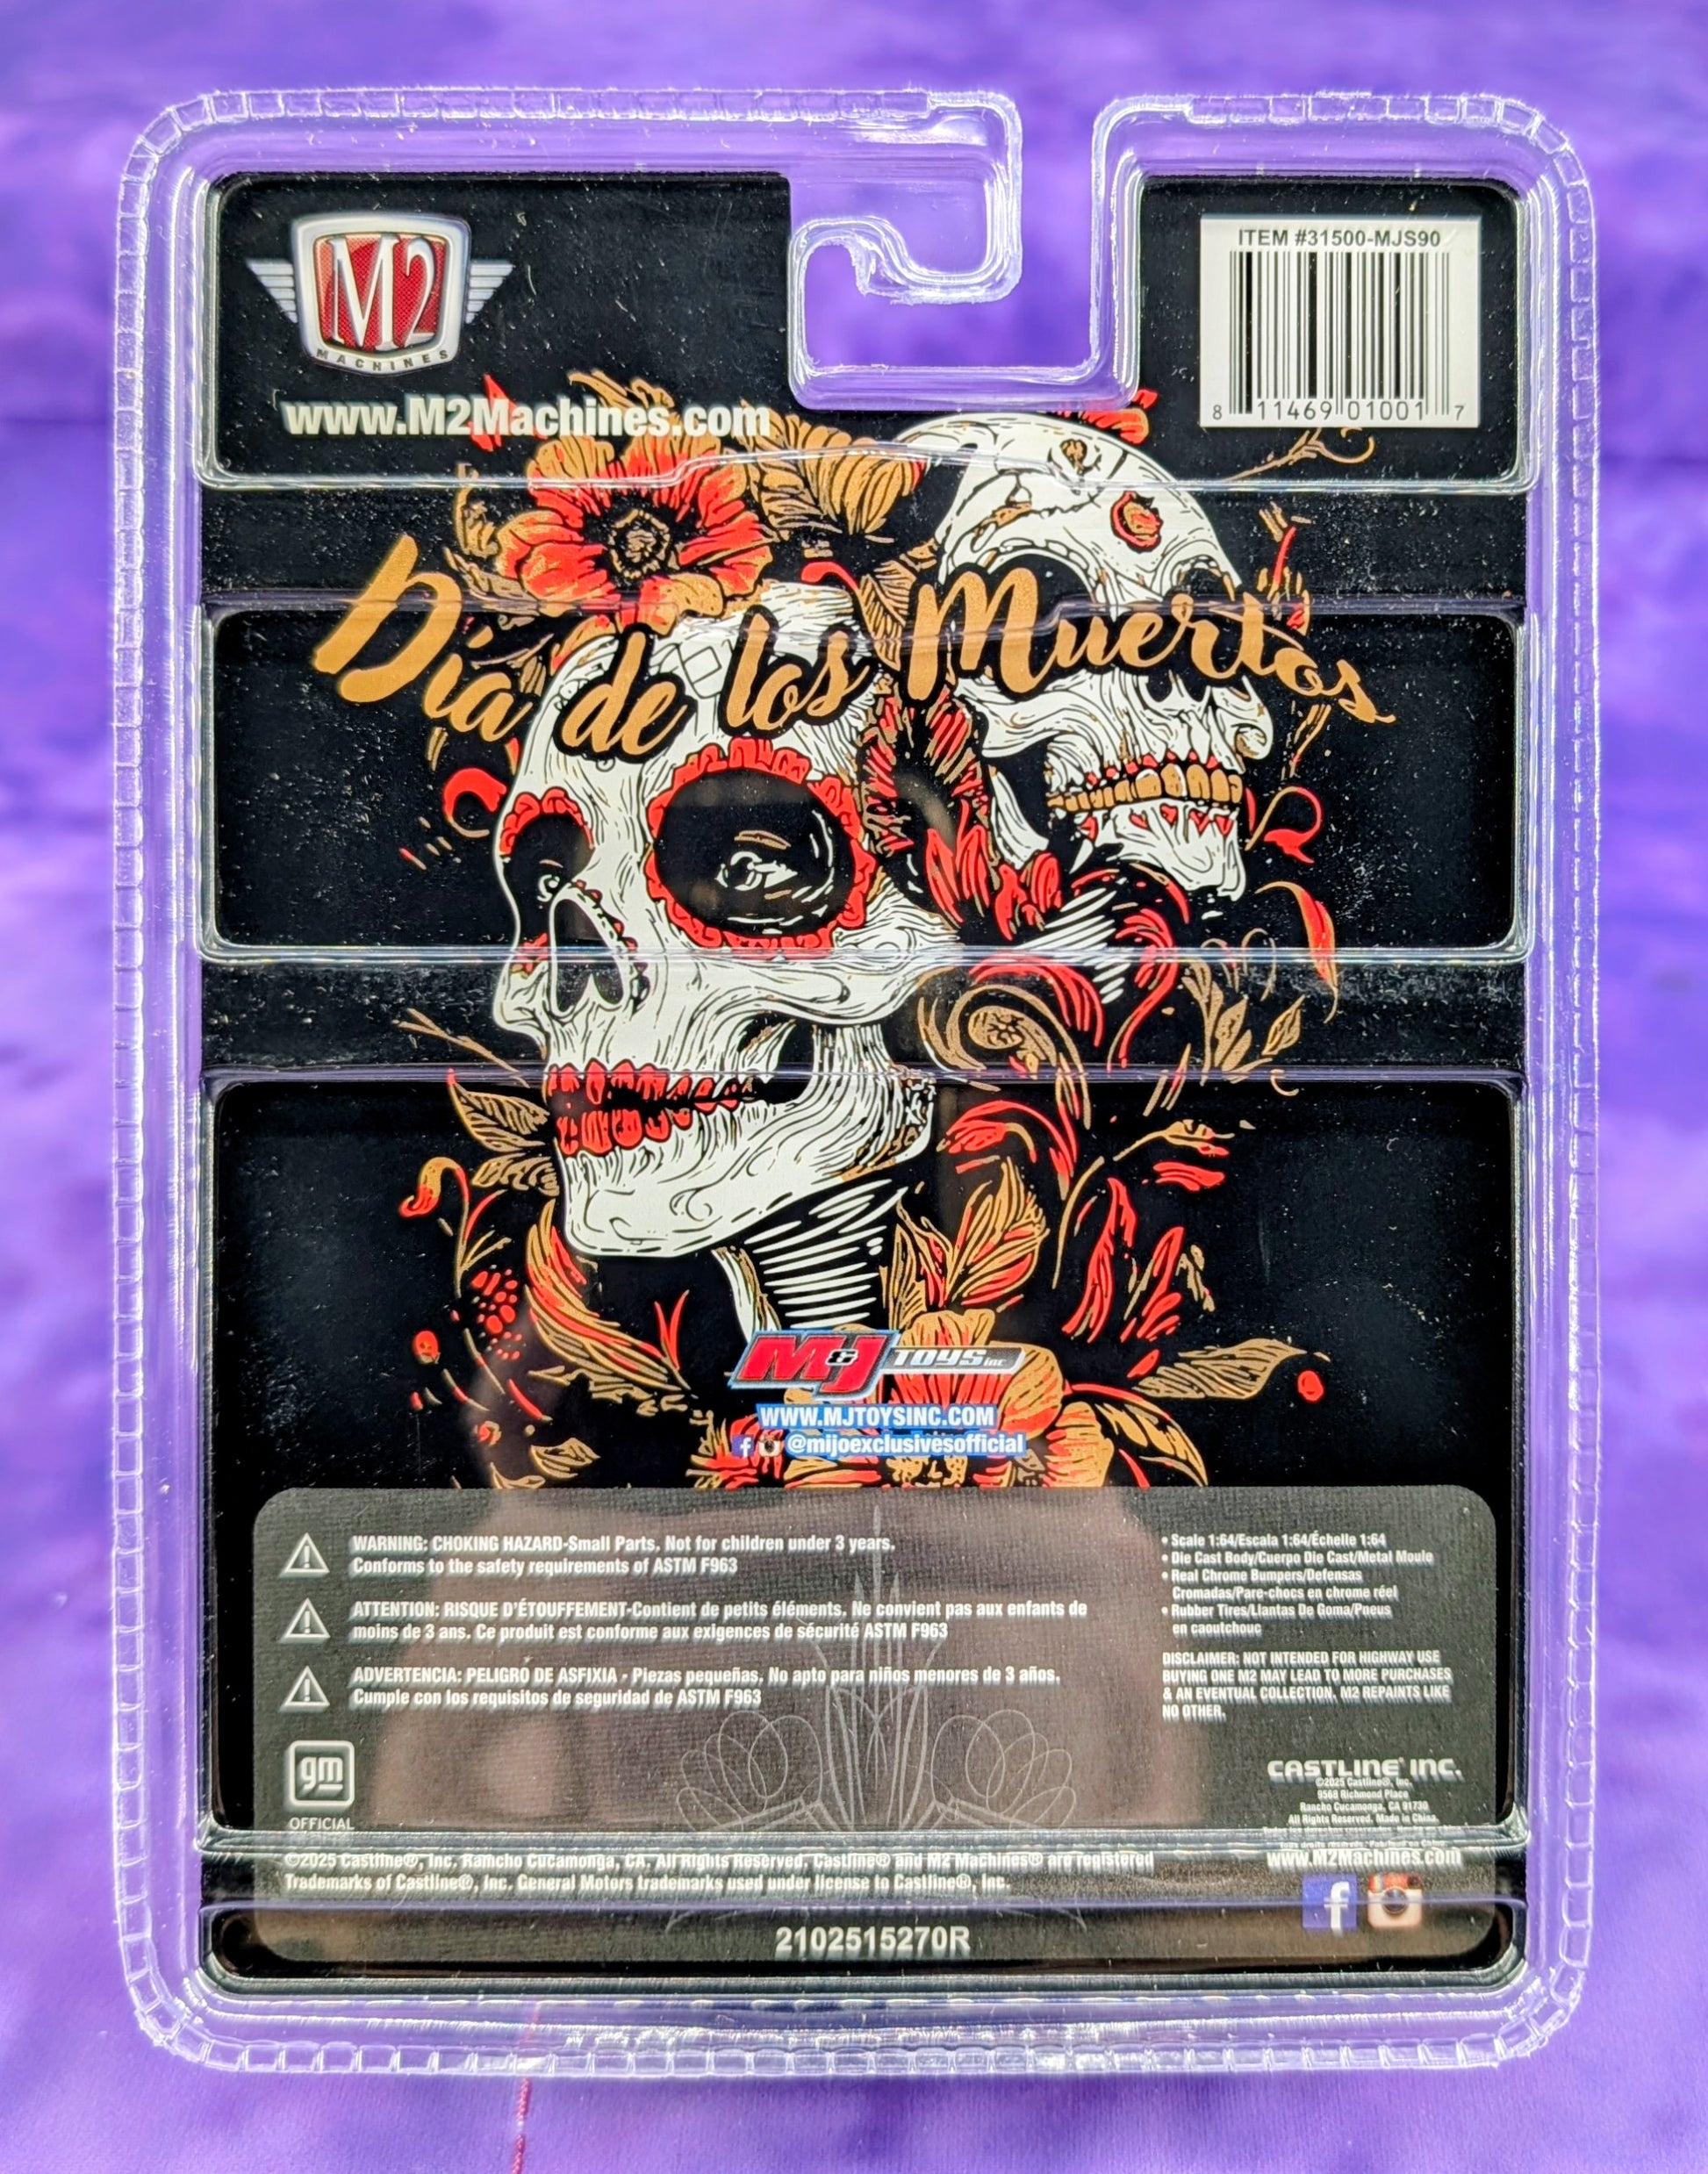 M2
MACHINES
www.M2Machines.com
ITEM #31500-MJS90
8 11469 01001 7
Día de los Muertos
M&J TOYS inc
WWW.MJTOYSINC.COM
@mijoexclusivesofficial
WARNING: CHOKING HAZARD-Small Parts. Not for children under 3 years.
Conforms to the safety requirements of ASTM F963
ATTENTION: RISQUE D'ÉTOUFFEMENT-Contient de petits éléments. Ne convient pas aux enfants de
moins de 3 ans. Ce produit est conforme aux exigences de sécurité ASTM F963
ADVERTENCIA: PELIGRO DE ASFIXIA - Piezas pequeñas. No apto para niños menores de 3 años.
Cumple con los requisitos de seguridad de ASTM F963
• Scale 1:64/Escala 1:64/Échelle 1:64
• Die Cast Body/Cuerpo Die Cast/Metal Moule
• Real Chrome Bumpers/Defensas
Cromadas/Pare-chocs en chrome réel
• Rubber Tires/Llantas De Goma/Pneus
en caoutchouc
DISCLAIMER: NOT INTENDED FOR HIGHWAY USE
BUYING ONE M2 MAY LEAD TO MORE PURCHASES
& AN EVENTUAL COLLECTION. M2 REPAINTS LIKE
NO OTHER.
gm
OFFICIAL
CASTLINE® INC.
©2025 Castline®, Inc.
9568 Richmond Place
Rancho Cucamonga, CA 91730
All Rights Reserved. Made in China.
www.M2Machines.com
©2025 Castline®, Inc. Rancho Cucamonga, CA. All Rights Reserved. Castline® and M2 Machines® are registered
Trademarks of Castline®, Inc. General Motors trademarks used under license to Castline®, Inc.
2102515270R